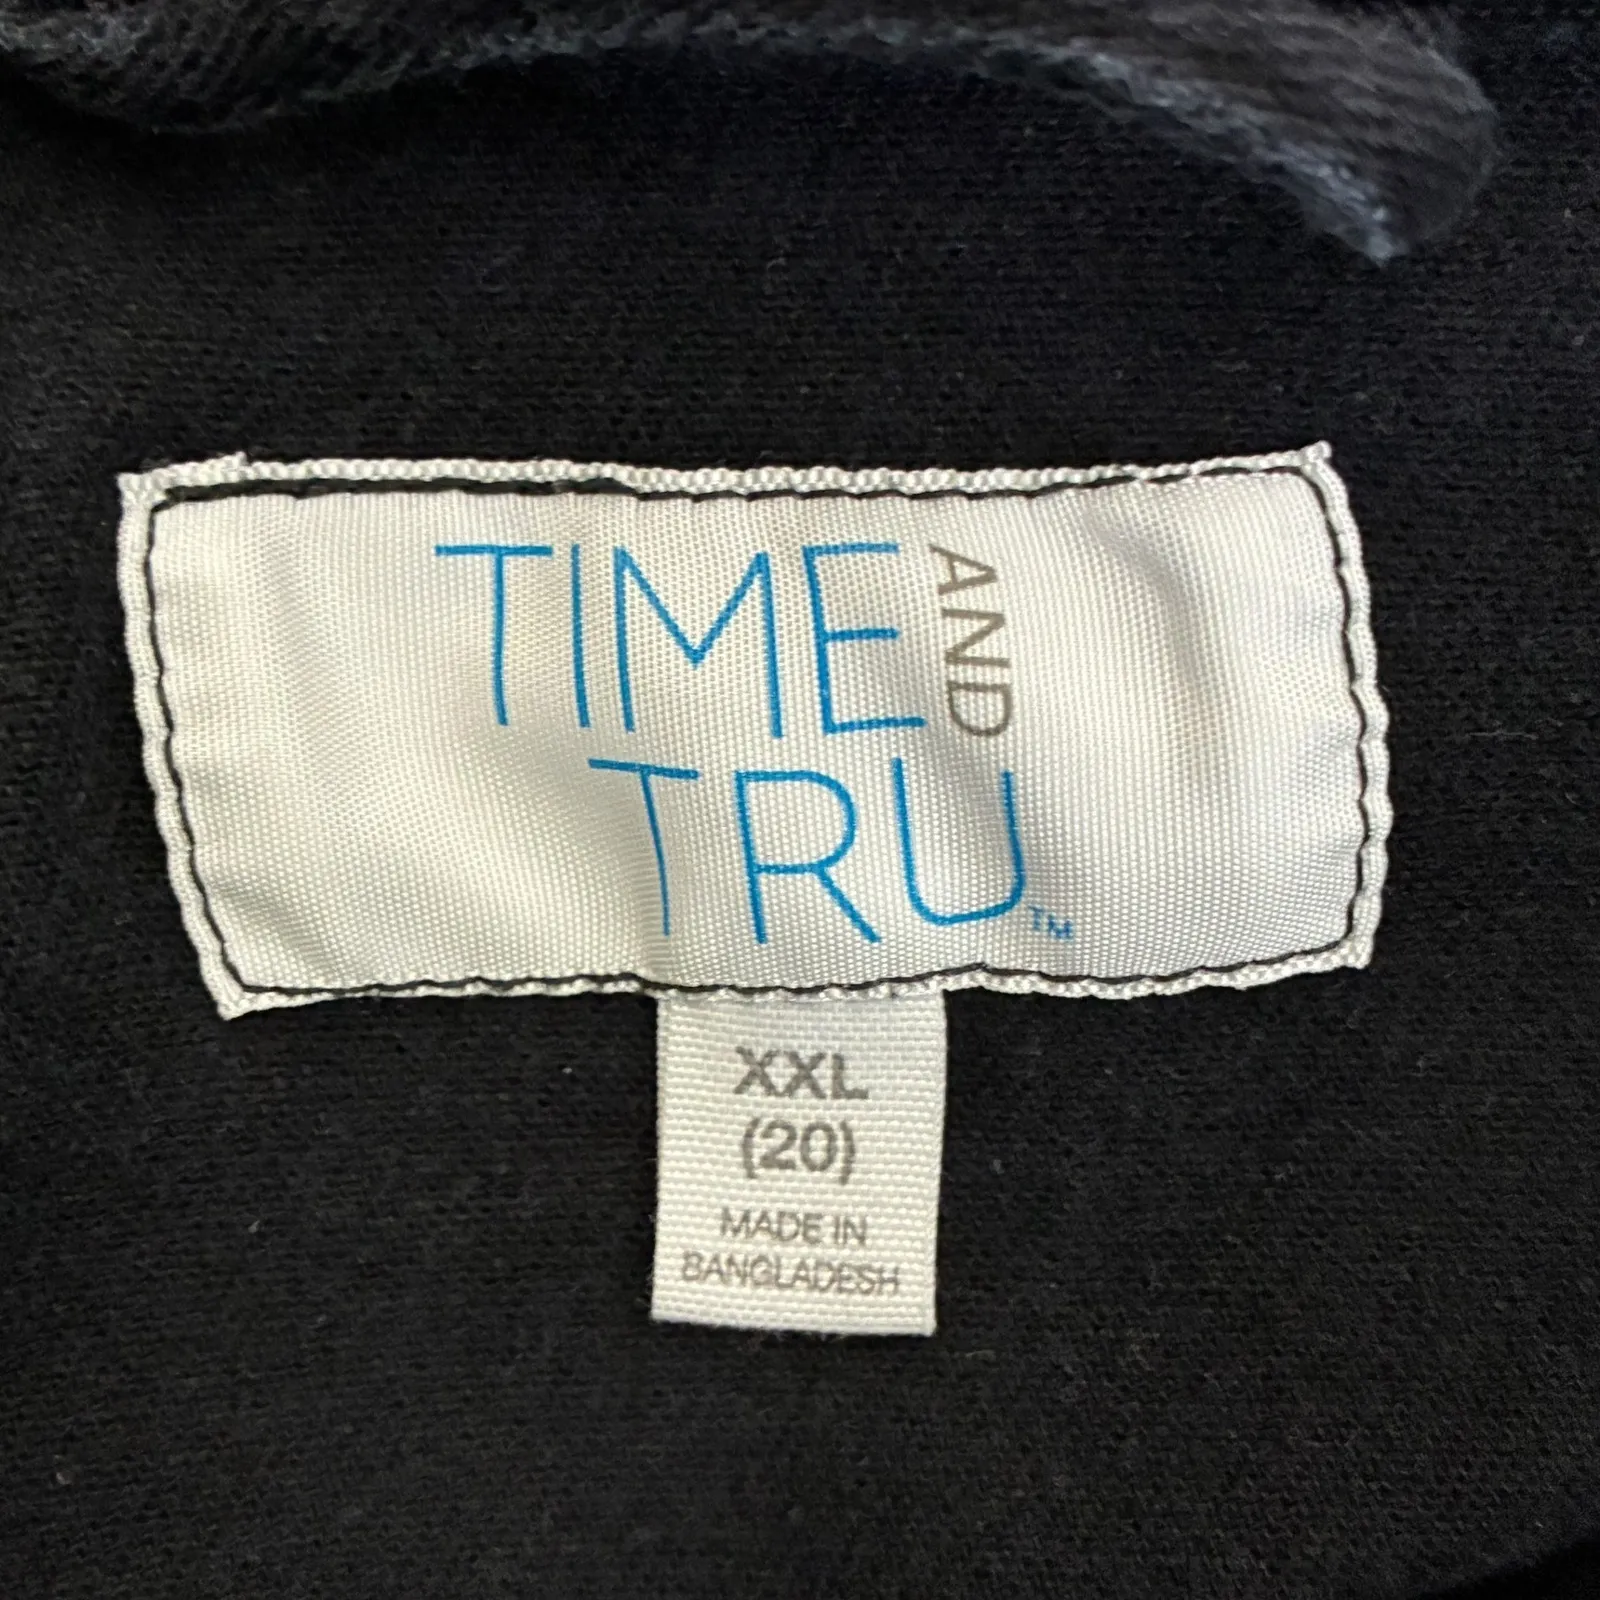 TIME AND
TRU™
XXL
(20)
MADE IN
BANGLADESH